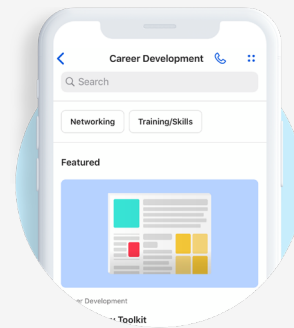 Career Development
Search
Networking
Training/Skills
Featured
Development
Toolkit